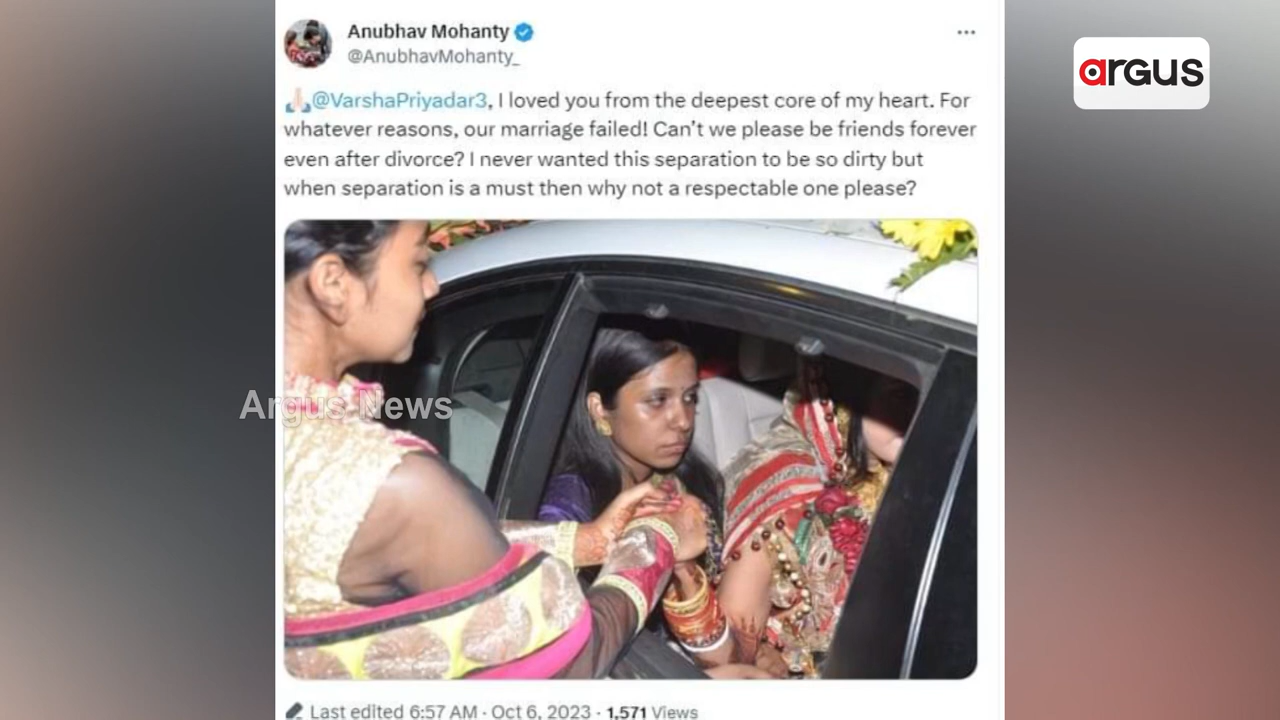 Anubhav Mohanty
@AnubhavMohanty_
argus
🙏🏻@VarshaPriyadar3, I loved you from the deepest core of my heart. For
whatever reasons, our marriage failed! Can’t we please be friends forever
even after divorce? I never wanted this separation to be so dirty but
when separation is a must then why not a respectable one please?
Argus News
Last edited 6:57 AM · Oct 6, 2023 · 1,571 Views